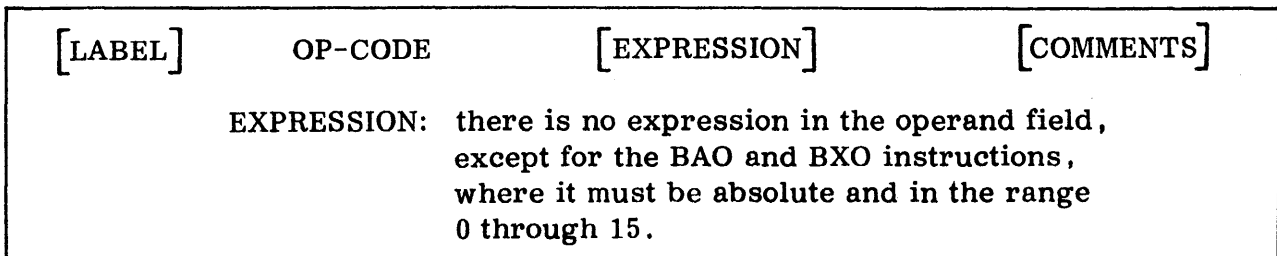 [LABEL] OP-CODE [EXPRESSION] [COMMENTS]
EXPRESSION: there is no expression in the operand field,
except for the BAO and BXO instructions,
where it must be absolute and in the range
0 through 15.